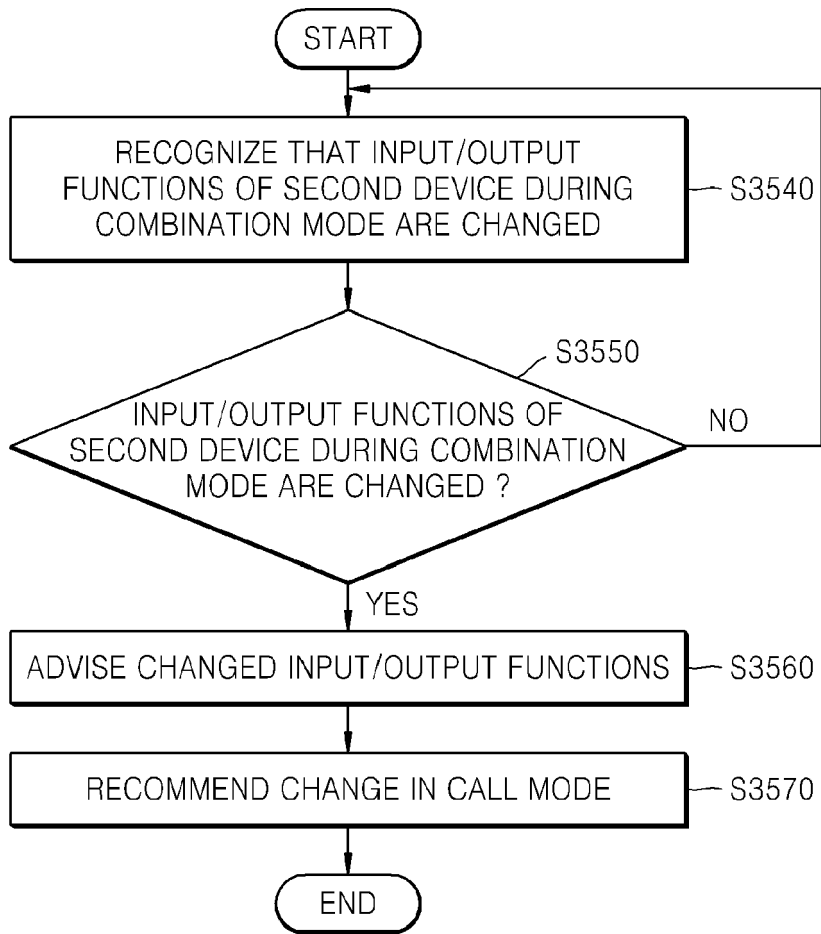 START
RECOGNIZE THAT INPUT/OUTPUT
FUNCTIONS OF SECOND DEVICE DURING
COMBINATION MODE ARE CHANGED
S3540
S3550
INPUT/OUTPUT FUNCTIONS OF
SECOND DEVICE DURING COMBINATION
MODE ARE CHANGED ?
NO
YES
ADVISE CHANGED INPUT/OUTPUT FUNCTIONS
S3560
RECOMMEND CHANGE IN CALL MODE
S3570
END